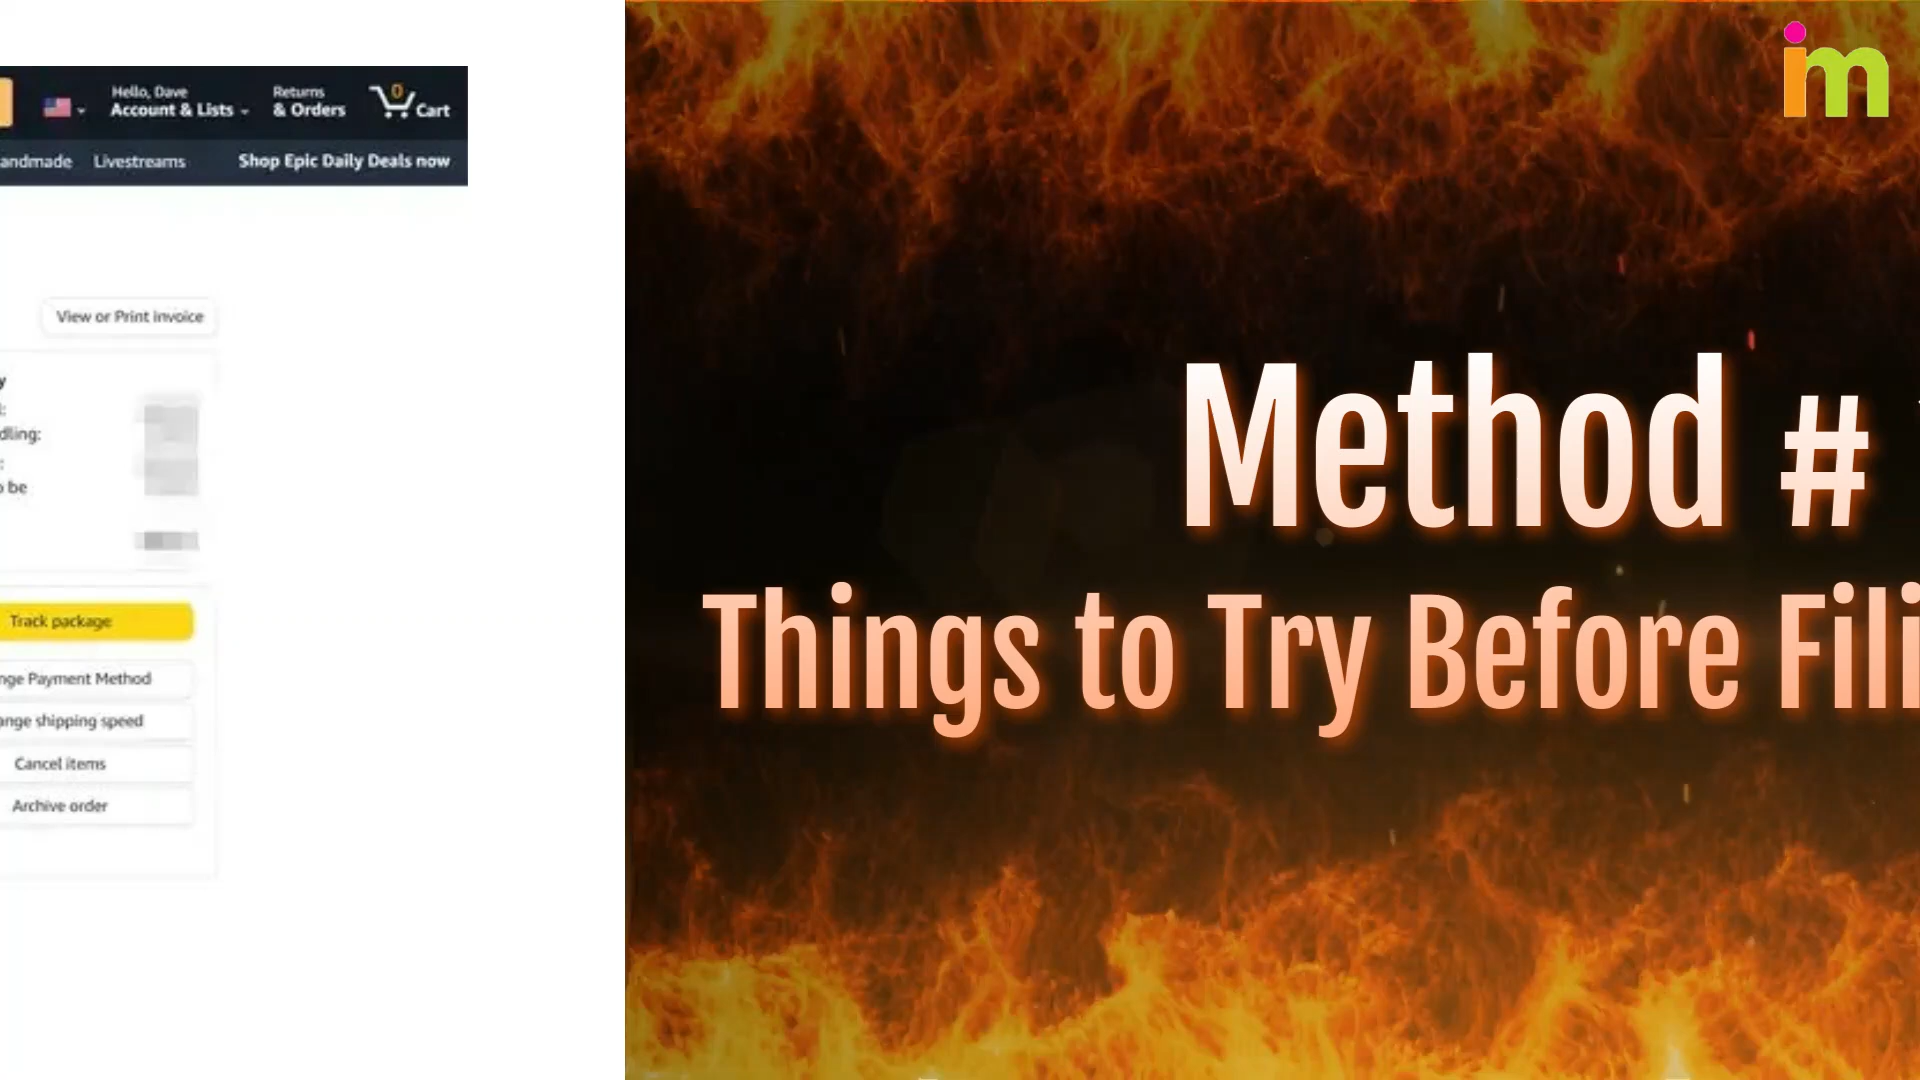 Hello, Dave
Account & Lists
Returns
& Orders
0
Cart
andmade
Livestreams
Shop Epic Daily Deals now
View or Print invoice
y
:
dling:
:
o be
Track package
nge Payment Method
ange shipping speed
Cancel items
Archive order
im
Method #
Things to Try Before Fili